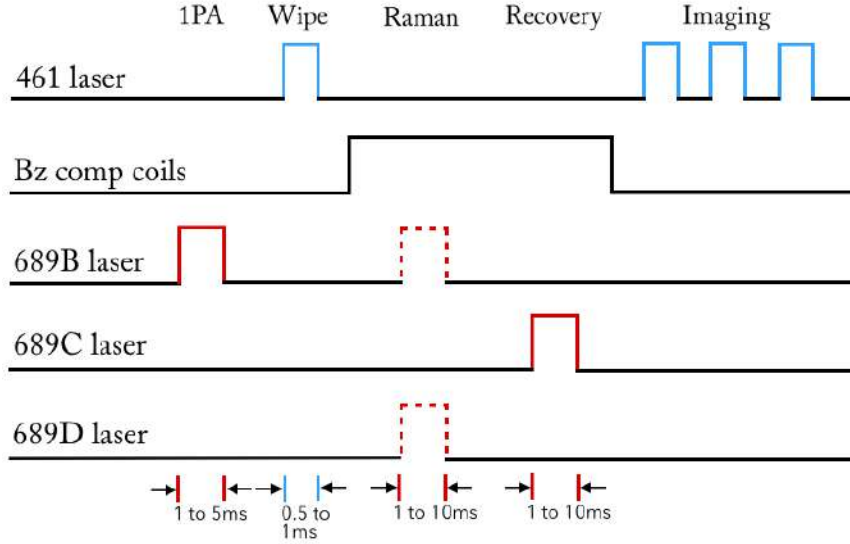 1PA Wipe Raman Recovery Imaging
461 laser
Bz comp coils
689B laser
689C laser
689D laser
1 to 5ms 0.5 to 1 to 10ms 1 to 10ms
1ms